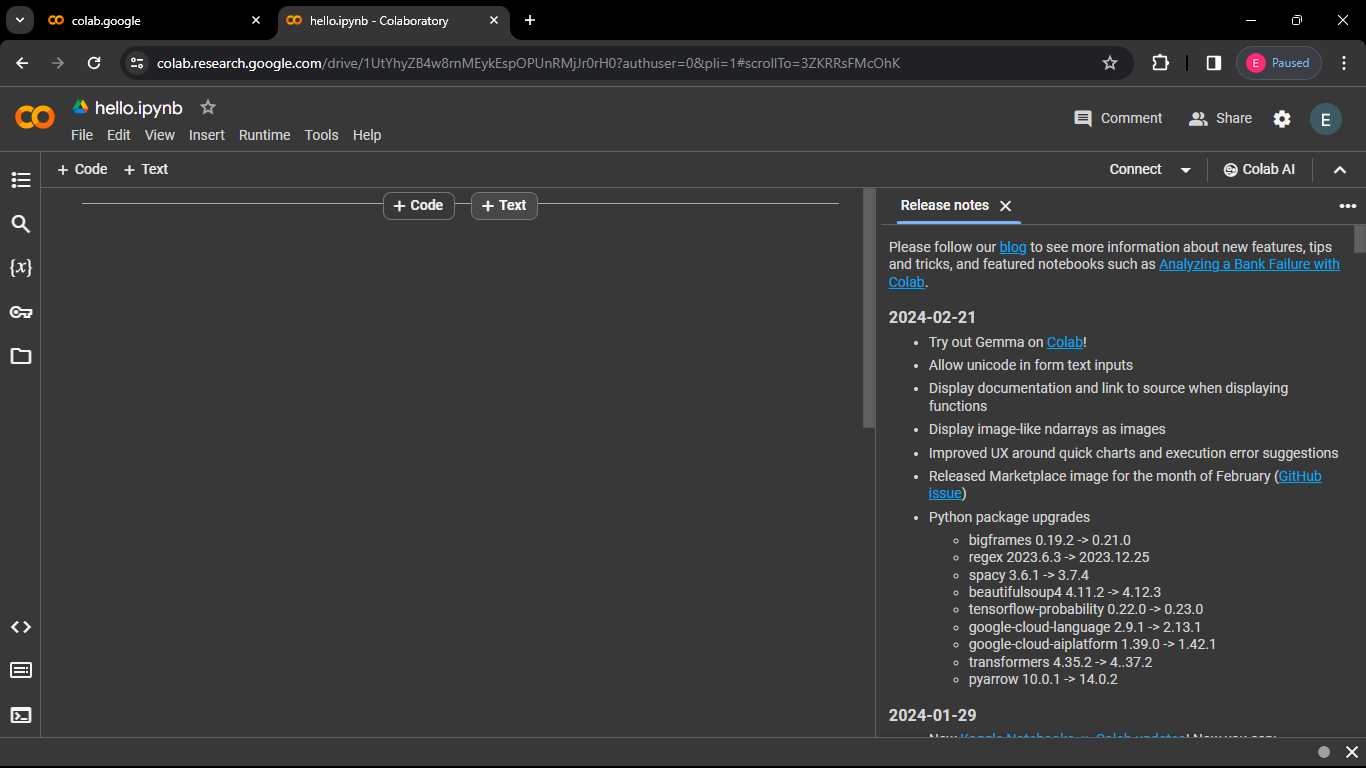 colab.google
hello.ipynb - Colaboratory
colab.research.google.com/drive/1UtYhyZB4w8rnMEykEspOPUnRMjJr0rH0?authuser=0&pli=1#scrollTo=3ZKRRsFMcOhK
E Paused
hello.ipynb
File Edit View Insert Runtime Tools Help
Comment Share E
+ Code + Text
Connect Colab AI
+ Code + Text
{x}
Release notes
Please follow our blog to see more information about new features, tips
and tricks, and featured notebooks such as Analyzing a Bank Failure with
Colab.
2024-02-21
Try out Gemma on Colab!
Allow unicode in form text inputs
Display documentation and link to source when displaying
functions
Display image-like ndarrays as images
Improved UX around quick charts and execution error suggestions
Released Marketplace image for the month of February (GitHub
issue)
Python package upgrades
bigframes 0.19.2 -> 0.21.0
regex 2023.6.3 -> 2023.12.25
spacy 3.6.1 -> 3.7.4
beautifulsoup4 4.11.2 -> 4.12.3
tensorflow-probability 0.22.0 -> 0.23.0
google-cloud-language 2.9.1 -> 2.13.1
google-cloud-aiplatform 1.39.0 -> 1.42.1
transformers 4.35.2 -> 4..37.2
pyarrow 10.0.1 -> 14.0.2
2024-01-29